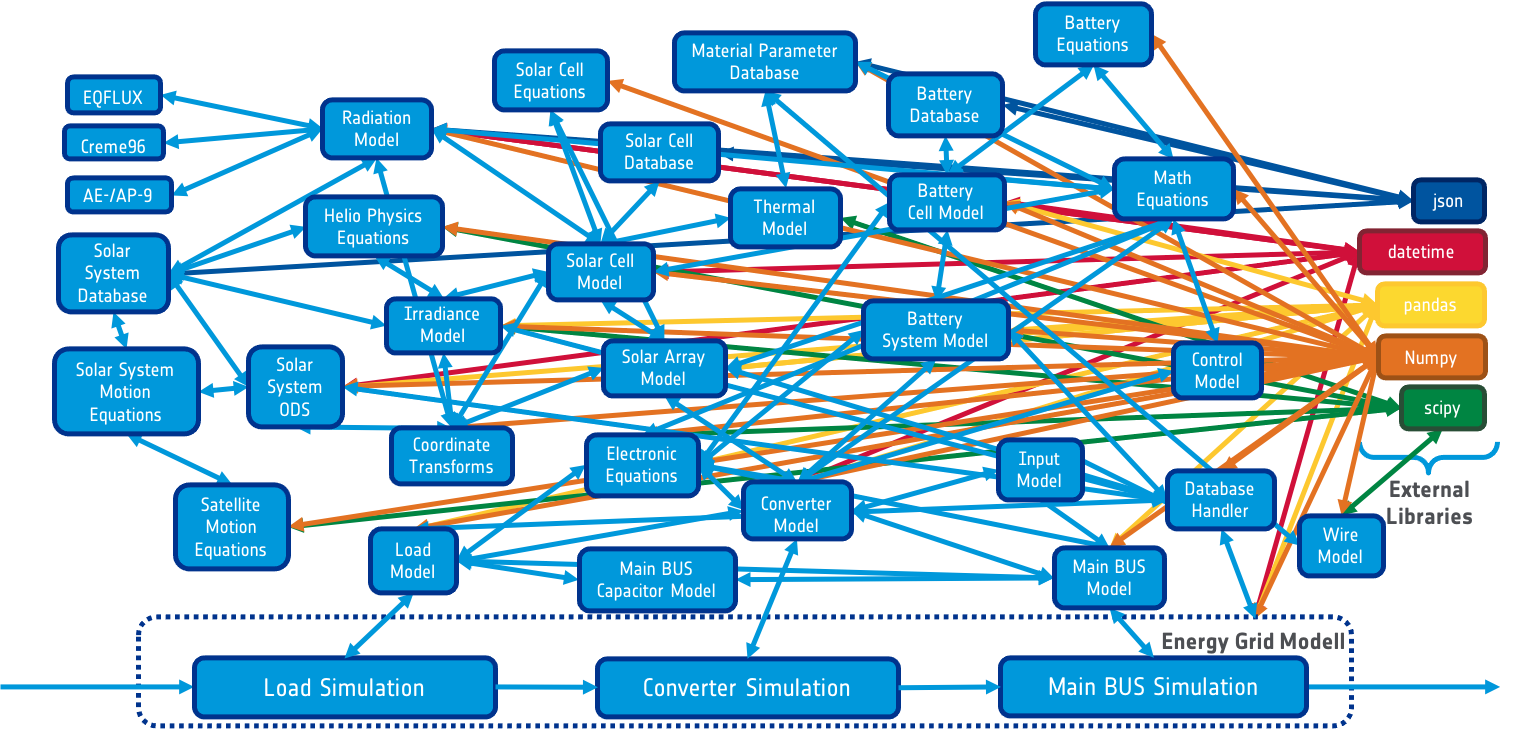 Battery
Equations
Material Parameter
Database
Solar Cell
Equations
EQFLUX
Battery
Database
Radiation
Model
Creme96
Solar Cell
Database
Math
Equations
AE-/AP-9
Battery
Cell Model
json
Helio Physics
Equations
Thermal
Model
datetime
Solar
System
Database
Solar Cell
Model
pandas
Irradiance
Model
Battery
System Model
Numpy
Solar System
Motion
Equations
Solar
System
ODS
Solar Array
Model
Control
Model
scipy
Coordinate
Transforms
Electronic
Equations
Input
Model
External
Libraries
Satellite
Motion
Equations
Converter
Model
Database
Handler
Wire
Model
Load
Model
Main BUS
Capacitor Model
Main BUS
Model
Energy Grid Modell
Load Simulation
Converter Simulation
Main BUS Simulation